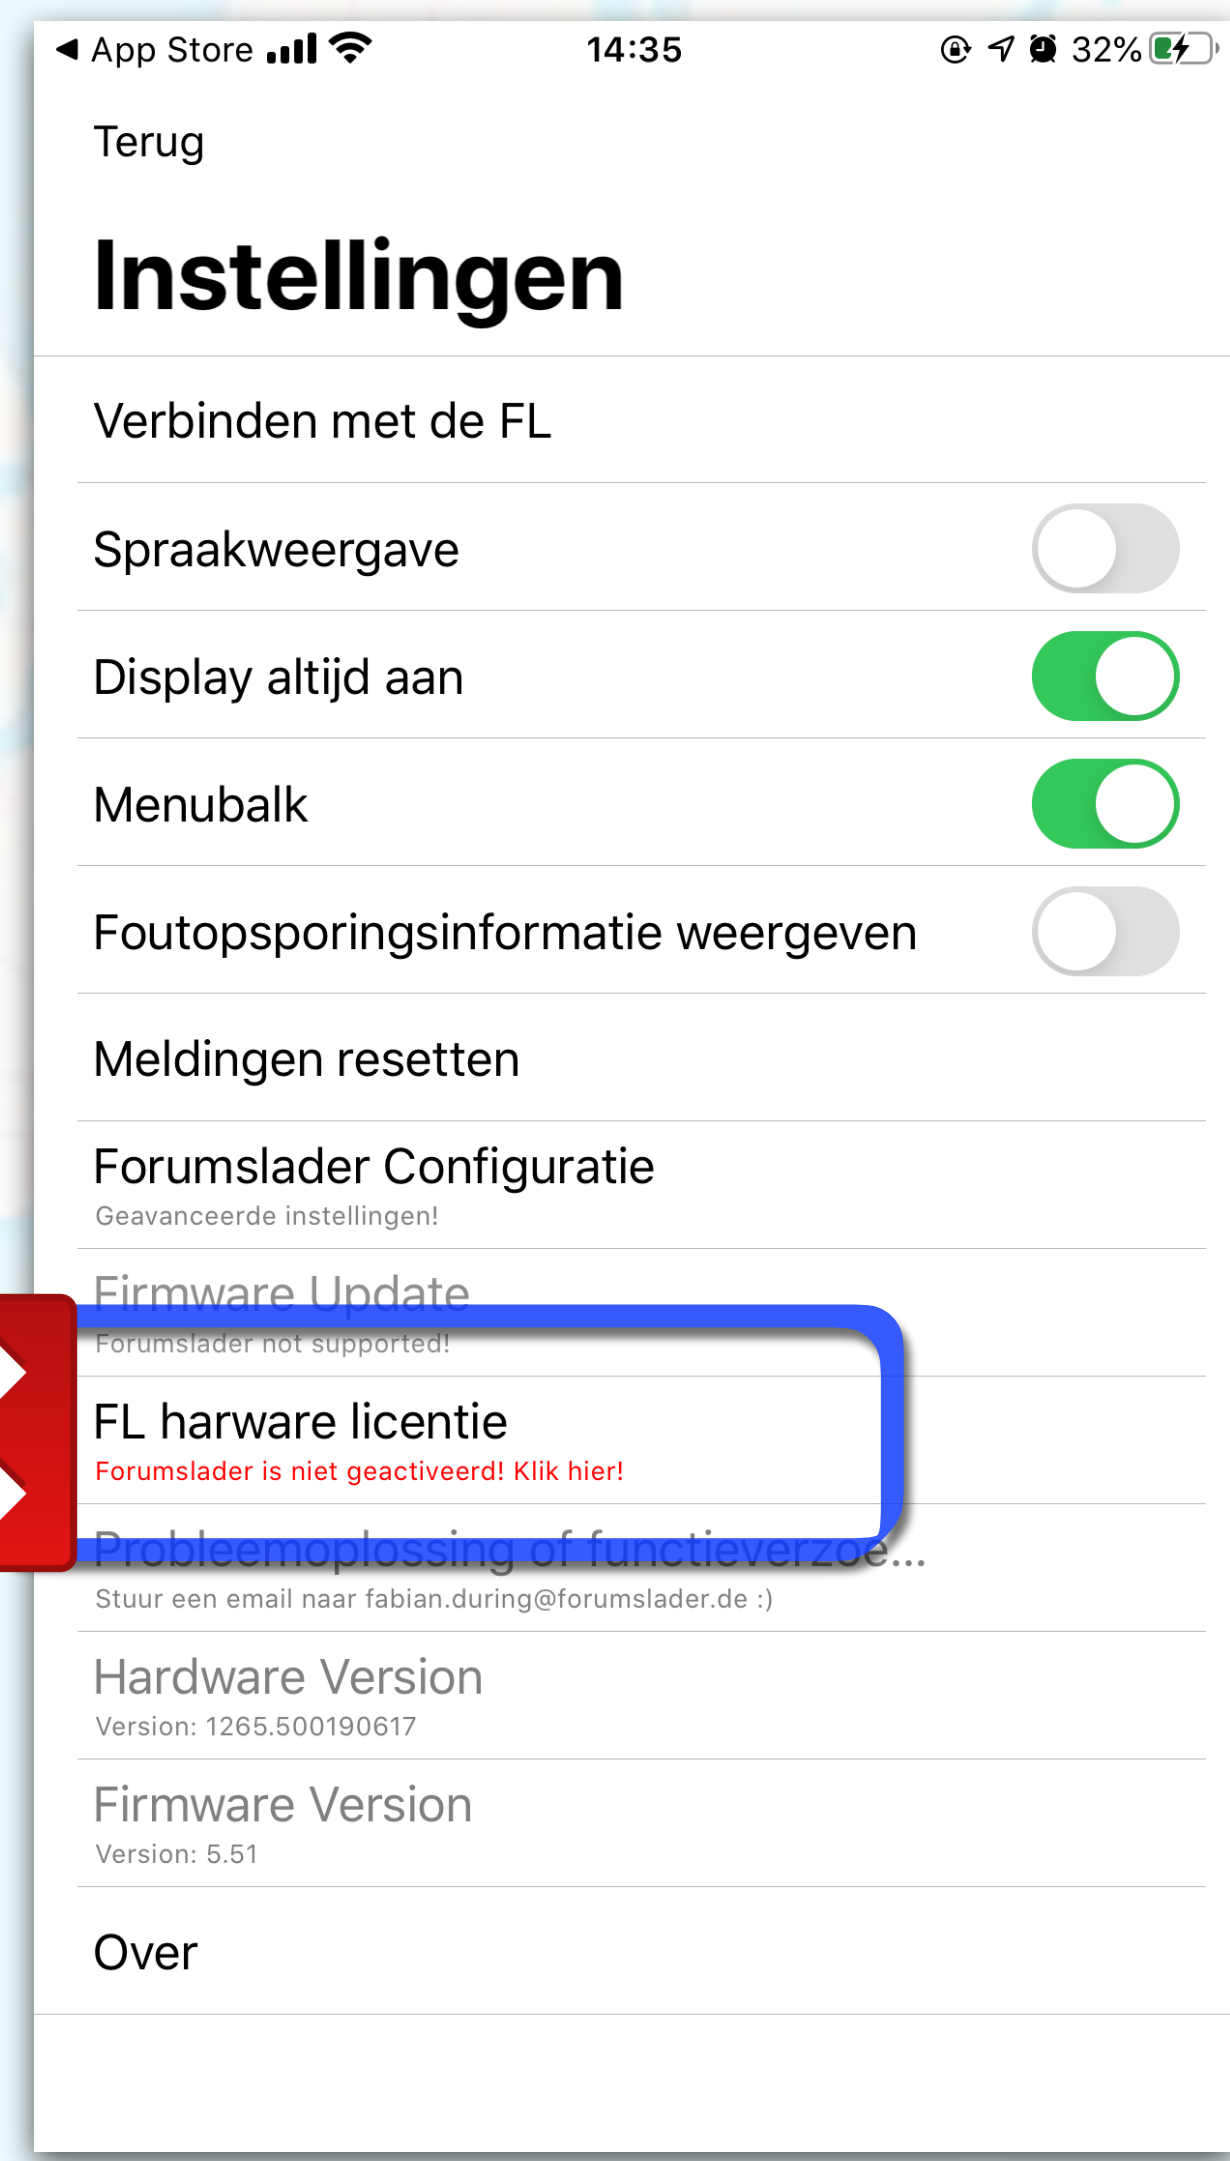 ◀ App Store 14:35 32%
Terug
Instellingen
Verbinden met de FL
Spraakweergave
Display altijd aan
Menubalk
Foutopsporingsinformatie weergeven
Meldingen resetten
Forumslader Configuratie
Geavanceerde instellingen!
Firmware Update
Forumslader not supported!
FL harware licentie
Forumslader is niet geactiveerd! Klik hier!
Probleemoplossing of functieverzoe...
Stuur een email naar fabian.during@forumslader.de :)
Hardware Version
Version: 1265.500190617
Firmware Version
Version: 5.51
Over